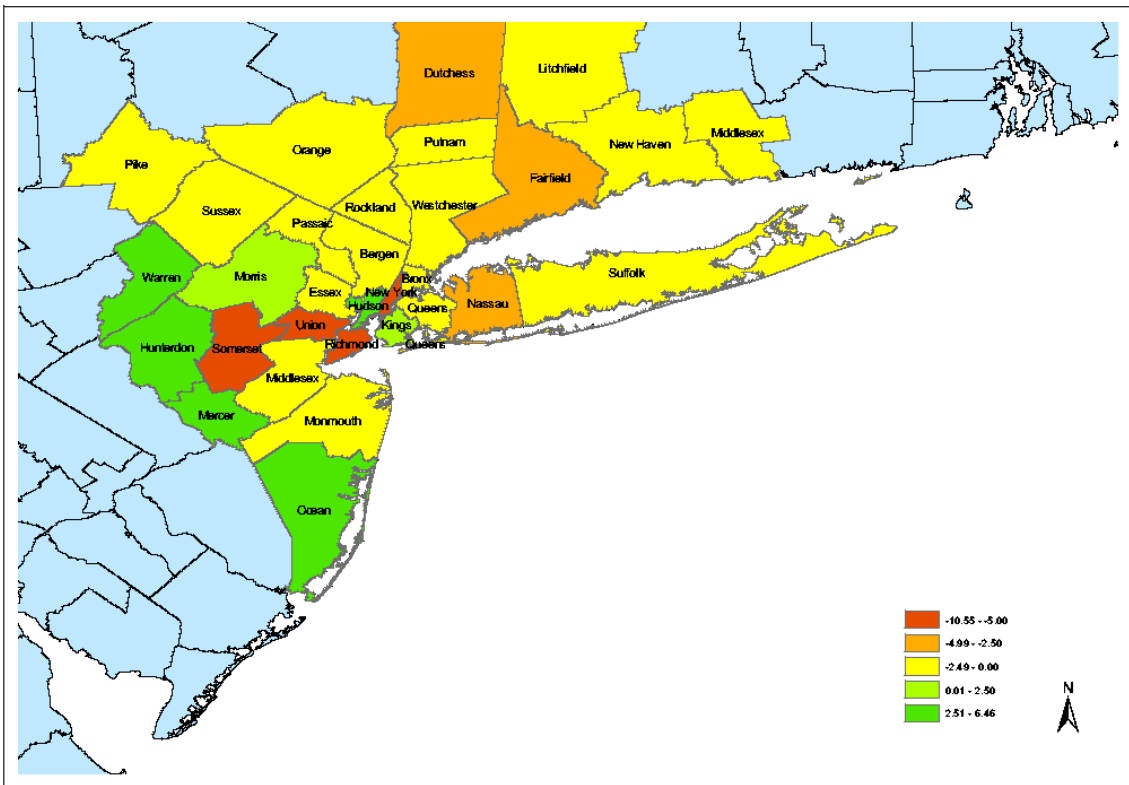 Dutchess
Litchfield
Putnam
Middlesex
Orange
New Haven
Pike
Fairfield
Westchester
Rockland
Sussex
Passaic
Bergen
Suffolk
Warren
Morris
Bronx
Essex
New York
Nassau
Hudson
Queens
Union
Kings
Richmond
Queens
Hunterdon
Somerset
Middlesex
Mercer
Monmouth
Ocean
-10.55 - -5.00
-4.99 - -2.50
-2.49 - 0.00
0.01 - 2.50
2.51 - 6.46
N